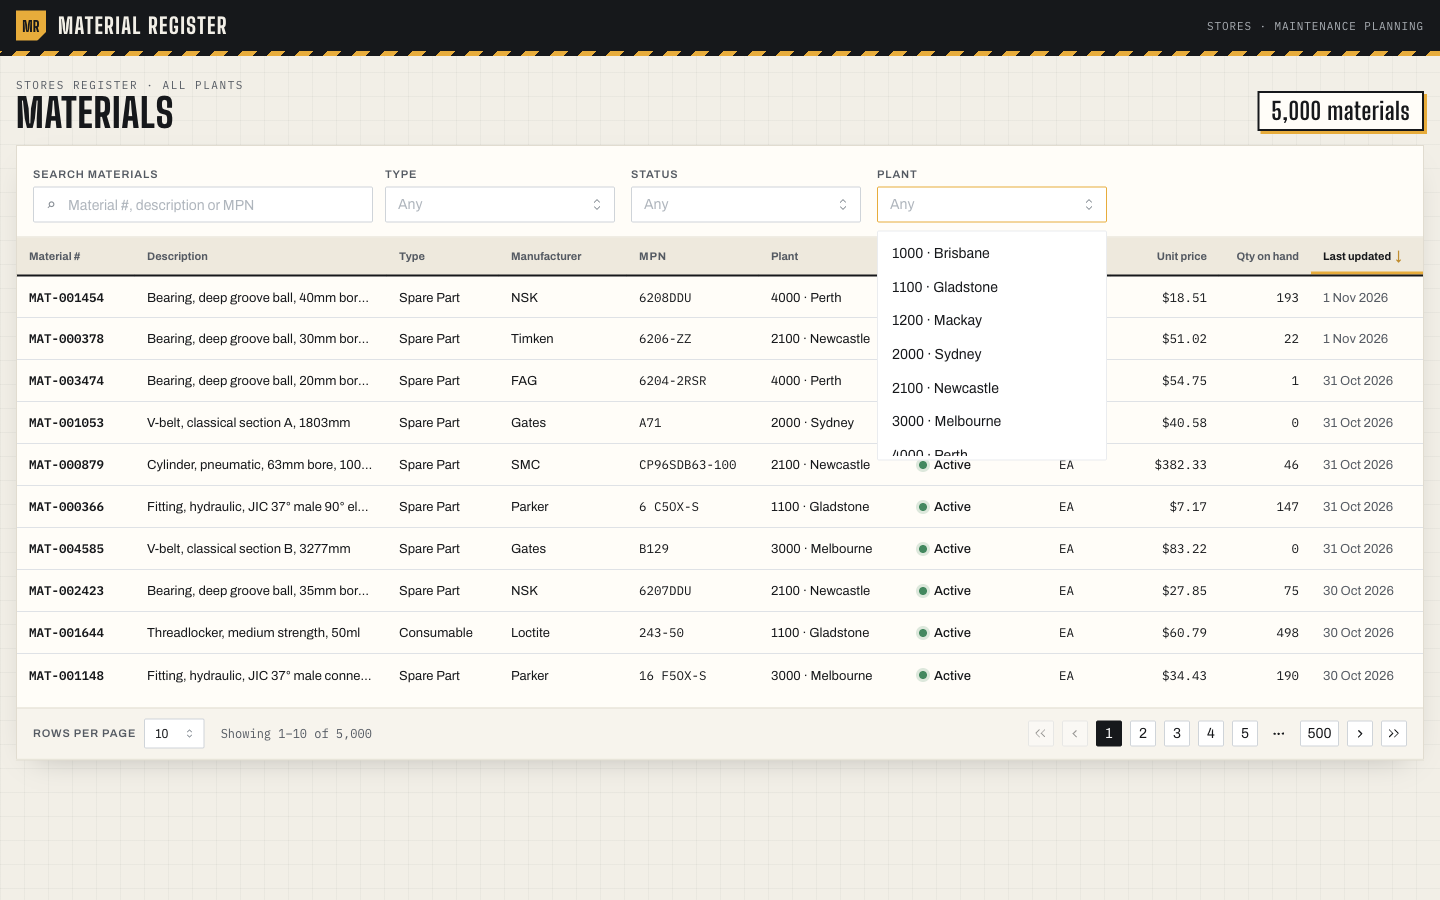 MR MATERIAL REGISTER
STORES · MAINTENANCE PLANNING
STORES REGISTER · ALL PLANTS
MATERIALS
5,000 materials
SEARCH MATERIALS TYPE STATUS PLANT
Material #, description or MPN Any Any Any
1000 · Brisbane
1100 · Gladstone
1200 · Mackay
2000 · Sydney
2100 · Newcastle
3000 · Melbourne
4000 · Perth
Material # Description Type Manufacturer MPN Plant Unit price Qty on hand Last updated ↓
MAT-001454 Bearing, deep groove ball, 40mm bor... Spare Part NSK 6208DDU 4000 · Perth $18.51 193 1 Nov 2026
MAT-000378 Bearing, deep groove ball, 30mm bor... Spare Part Timken 6206-ZZ 2100 · Newcastle $51.02 22 1 Nov 2026
MAT-003474 Bearing, deep groove ball, 20mm bor... Spare Part FAG 6204-2RSR 4000 · Perth $54.75 1 31 Oct 2026
MAT-001053 V-belt, classical section A, 1803mm Spare Part Gates A71 2000 · Sydney $40.58 0 31 Oct 2026
MAT-000879 Cylinder, pneumatic, 63mm bore, 100... Spare Part SMC CP96SDB63-100 2100 · Newcastle Active EA $382.33 46 31 Oct 2026
MAT-000366 Fitting, hydraulic, JIC 37° male 90° el... Spare Part Parker 6 C5OX-S 1100 · Gladstone Active EA $7.17 147 31 Oct 2026
MAT-004585 V-belt, classical section B, 3277mm Spare Part Gates B129 3000 · Melbourne Active EA $83.22 0 31 Oct 2026
MAT-002423 Bearing, deep groove ball, 35mm bor... Spare Part NSK 6207DDU 2100 · Newcastle Active EA $27.85 75 30 Oct 2026
MAT-001644 Threadlocker, medium strength, 50ml Consumable Loctite 243-50 1100 · Gladstone Active EA $60.79 498 30 Oct 2026
MAT-001148 Fitting, hydraulic, JIC 37° male conne... Spare Part Parker 16 F5OX-S 3000 · Melbourne Active EA $34.43 190 30 Oct 2026
ROWS PER PAGE 10 Showing 1–10 of 5,000 1 2 3 4 5 ··· 500